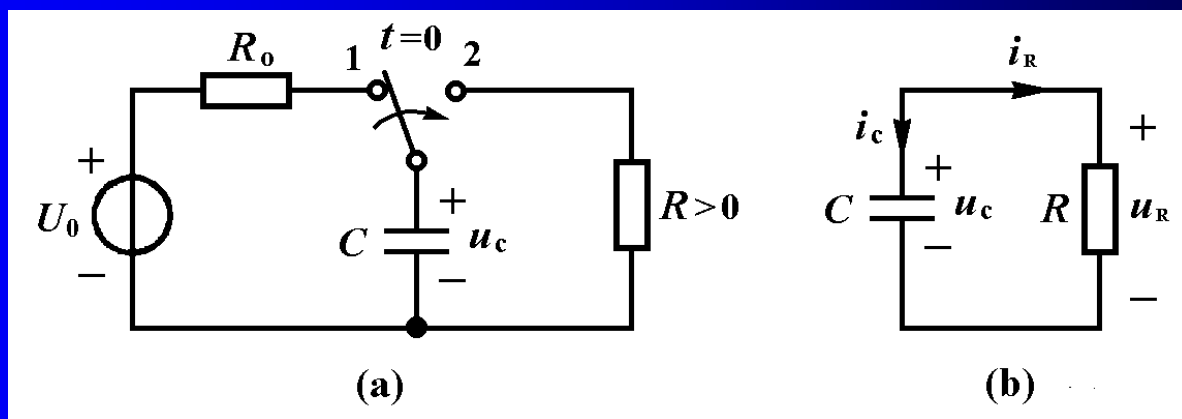 R₀ 1 t=0 2
+ U₀ −
C + u_c −
R>0
(a)
i_R
i_c
C + u_c −
R + u_R −
(b)